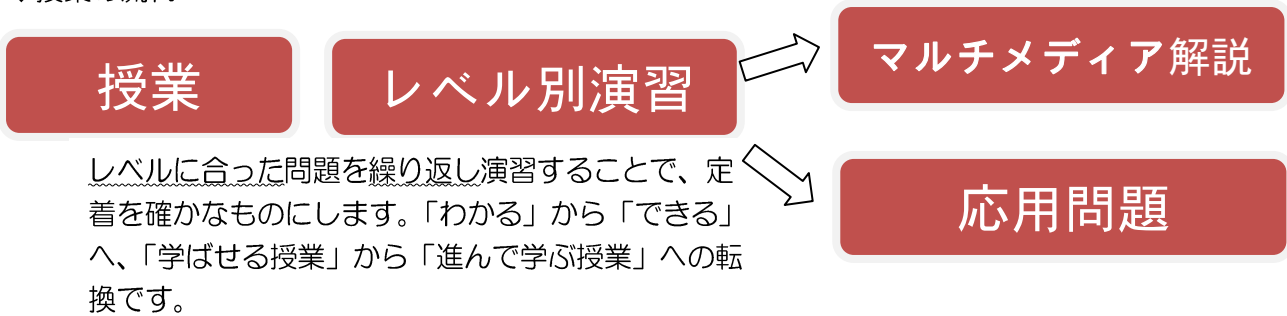 授業
レベル別演習
マルチメディア解説
応用問題
レベルに合った問題を繰り返し演習することで、定
着を確かなものにします。「わかる」から「できる」
へ、「学ばせる授業」から「進んで学ぶ授業」への転
換です。